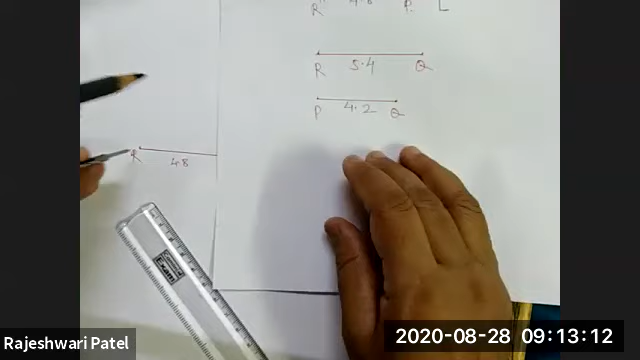 R 4.8 P L
R 5.4 Q
P 4.2 Q
R 4.8
Rajeshwari Patel
2020-08-28 09:13:12